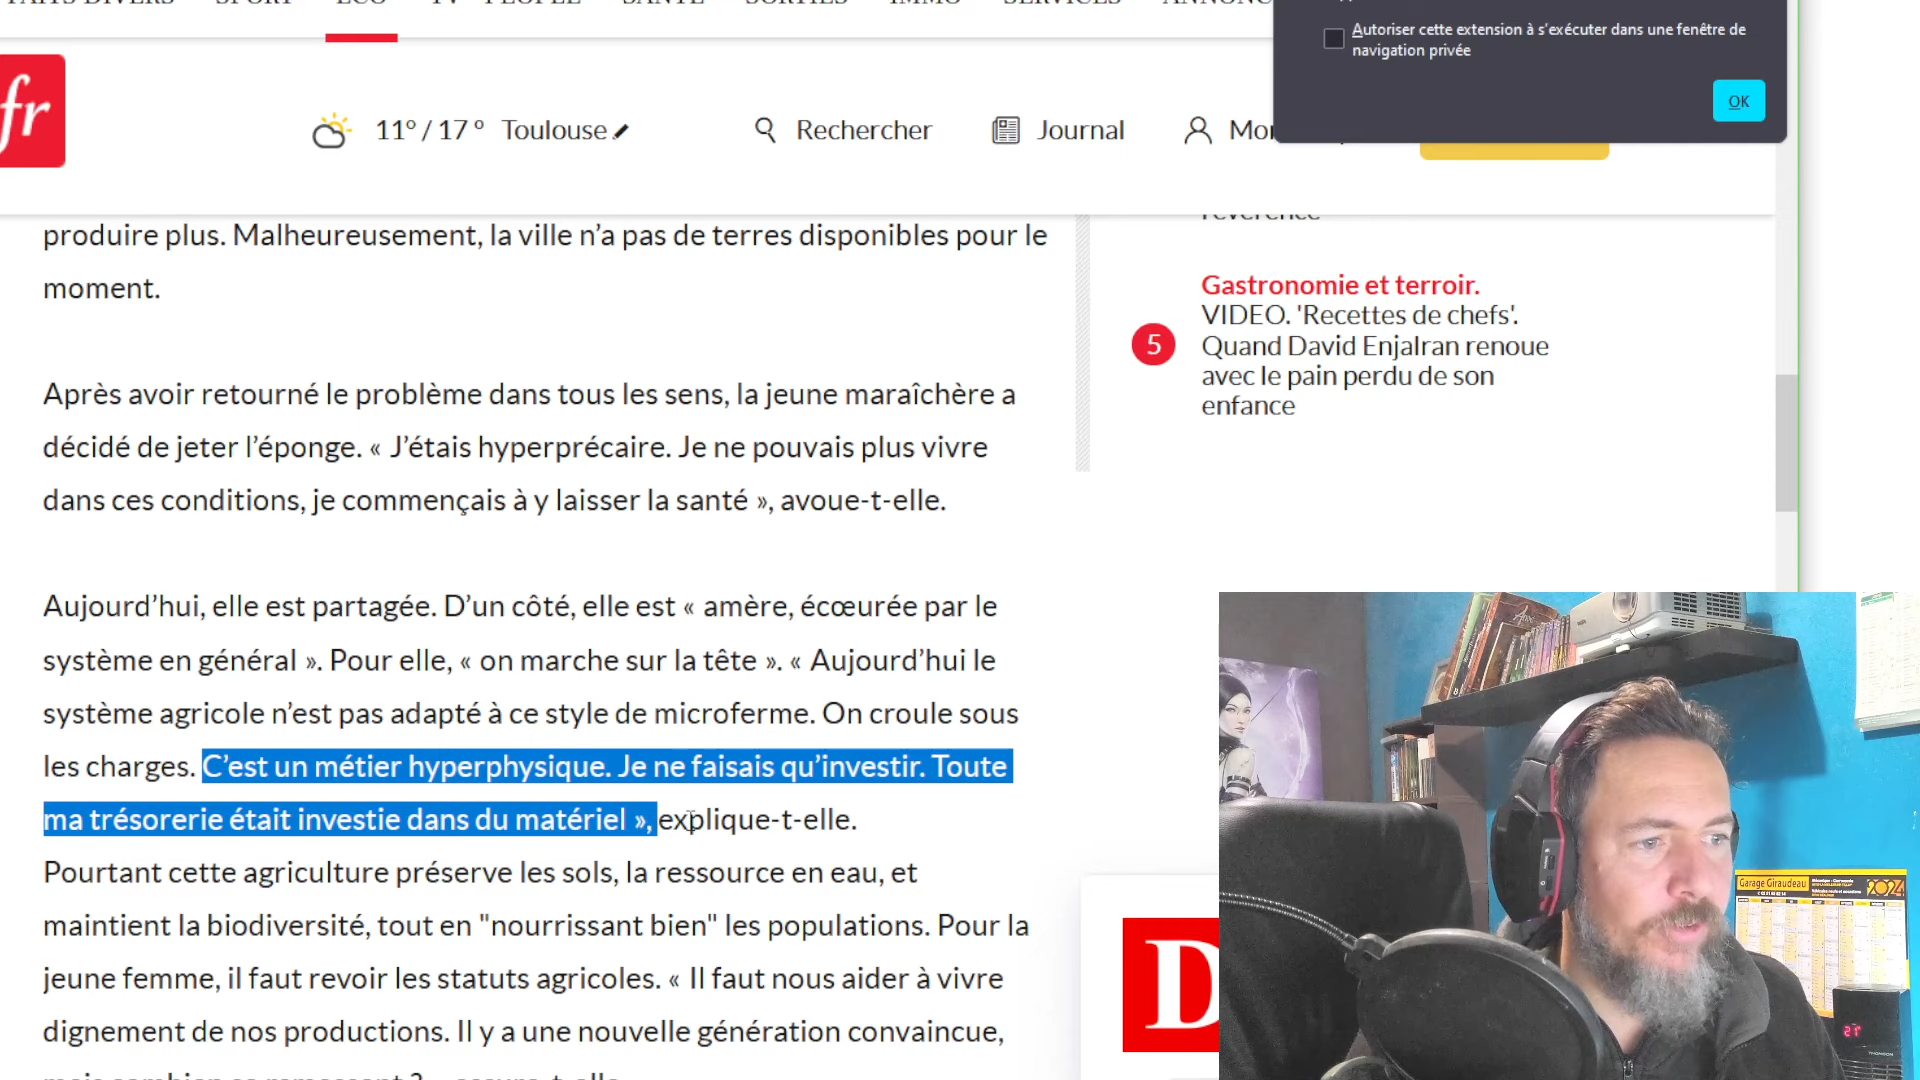 FAITS DIVERS SPORT ÉCO TV - PEOPLE SANTÉ SORTIES IMMO SERVICES ANNONC
Autoriser cette extension à s'exécuter dans une fenêtre de
navigation privée
OK
fr
11° / 17 ° Toulouse
Rechercher
Journal
Mon
produire plus. Malheureusement, la ville n’a pas de terres disponibles pour le
moment.
Après avoir retourné le problème dans tous les sens, la jeune maraîchère a
décidé de jeter l’éponge. « J’étais hyperprécaire. Je ne pouvais plus vivre
dans ces conditions, je commençais à y laisser la santé », avoue-t-elle.
Aujourd’hui, elle est partagée. D’un côté, elle est « amère, écœurée par le
système en général ». Pour elle, « on marche sur la tête ». « Aujourd’hui le
système agricole n’est pas adapté à ce style de microferme. On croule sous
les charges. C’est un métier hyperphysique. Je ne faisais qu’investir. Toute
ma trésorerie était investie dans du matériel », explique-t-elle.
Pourtant cette agriculture préserve les sols, la ressource en eau, et
maintient la biodiversité, tout en "nourrissant bien" les populations. Pour la
jeune femme, il faut revoir les statuts agricoles. « Il faut nous aider à vivre
dignement de nos productions. Il y a une nouvelle génération convaincue,
révérence
Gastronomie et terroir.
VIDEO. 'Recettes de chefs'.
5
Quand David Enjalran renoue
avec le pain perdu de son
enfance
D
Garage Giraudeau
2024
21
THOMSON